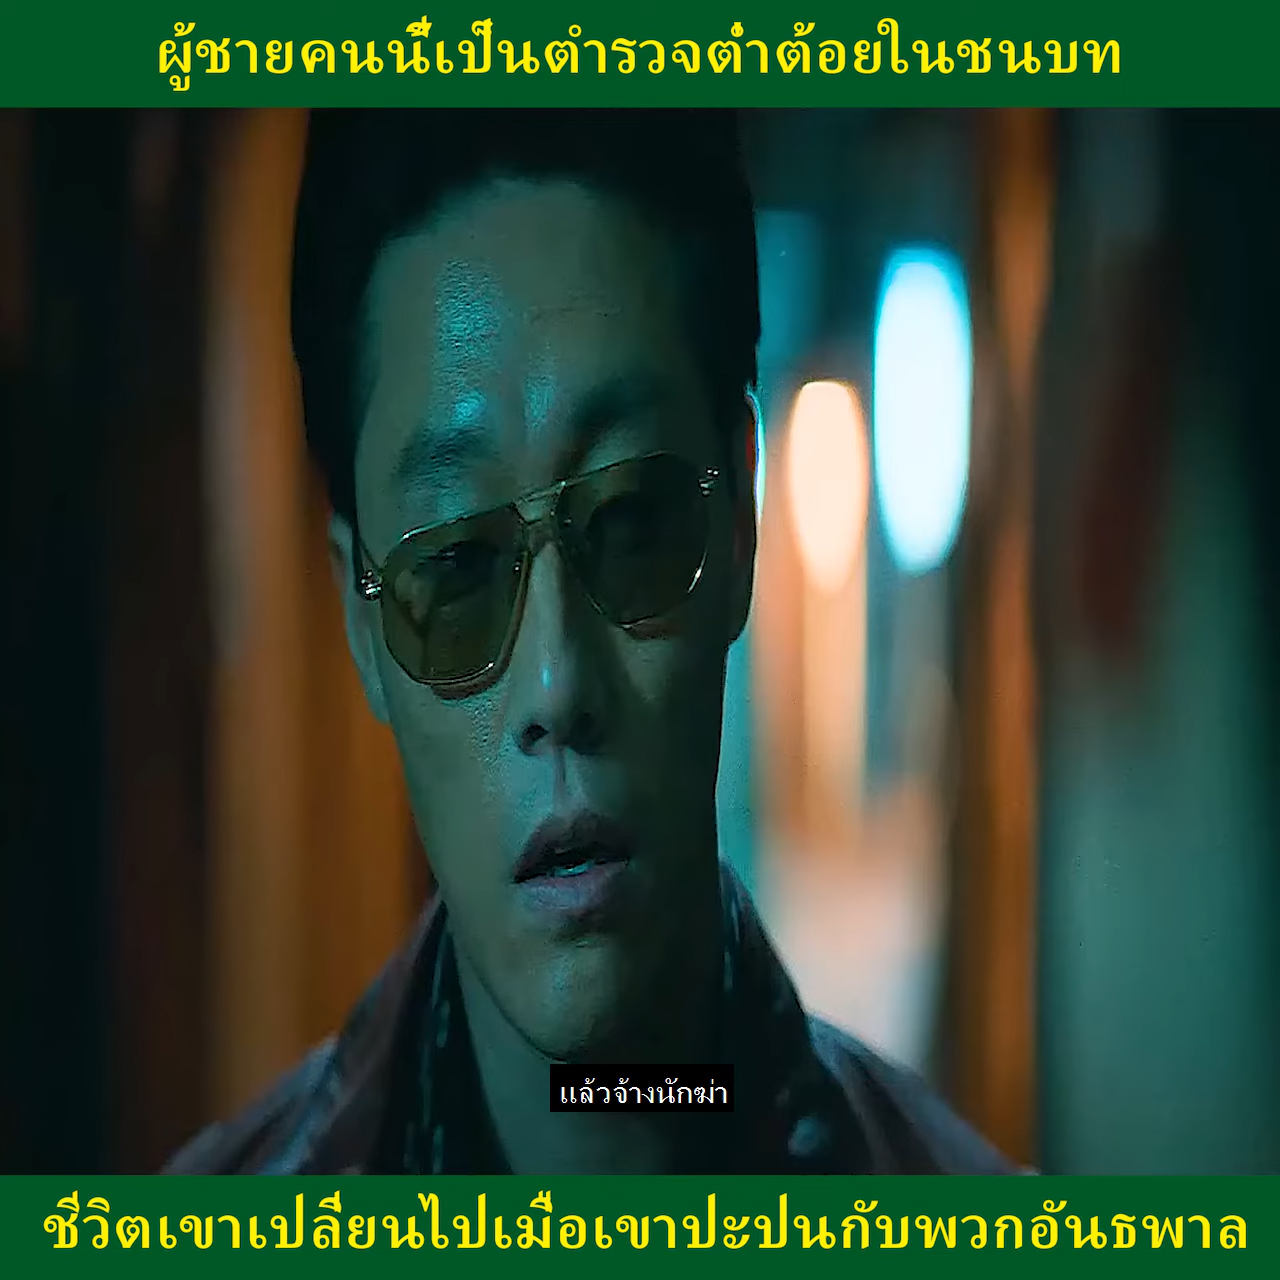 ผู้ชายคนนี้เป็นตำรวจต่ำต้อยในชนบท
แล้วจ้างนักฆ่า
ชีวิตเขาเปลี่ยนไปเมื่อเขาปะปนกับพวกอันธพาล